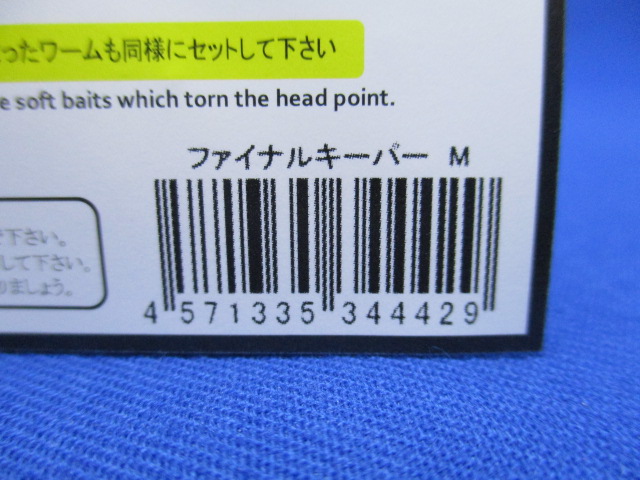 ったワームも同様にセットして下さい
e soft baits which torn the head point.
ファイナルキーパー M
で下さい。
して下さい。
りましょう。
4 571335 344429